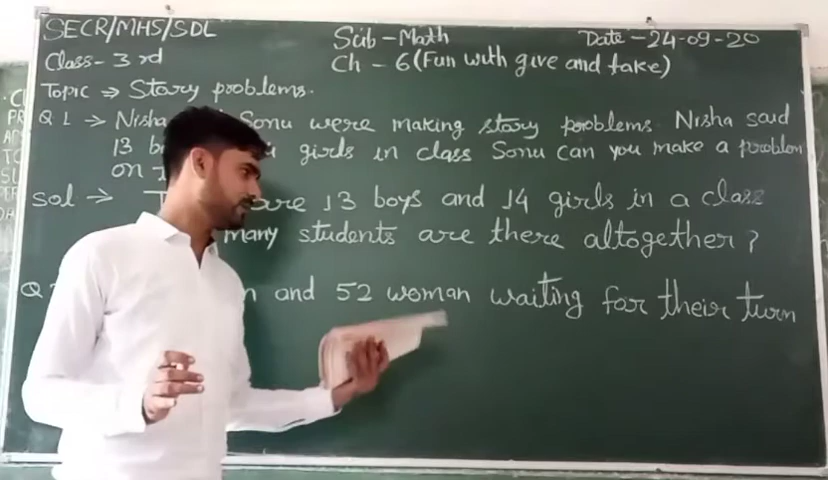 SECR/MHS/SDL
Sub - Math
Date - 24-09-20
Class - 3rd
Ch - 6 (Fun with give and take)
Topic ⇒ Story problems.
Q 1 → Nisha Sonu were making story problems. Nisha said
13 girls in class Sonu can you make a problem
on
Sol ⇒ are 13 boys and 14 girls in a class
many students are there altogether?
Q and 52 woman waiting for their turn